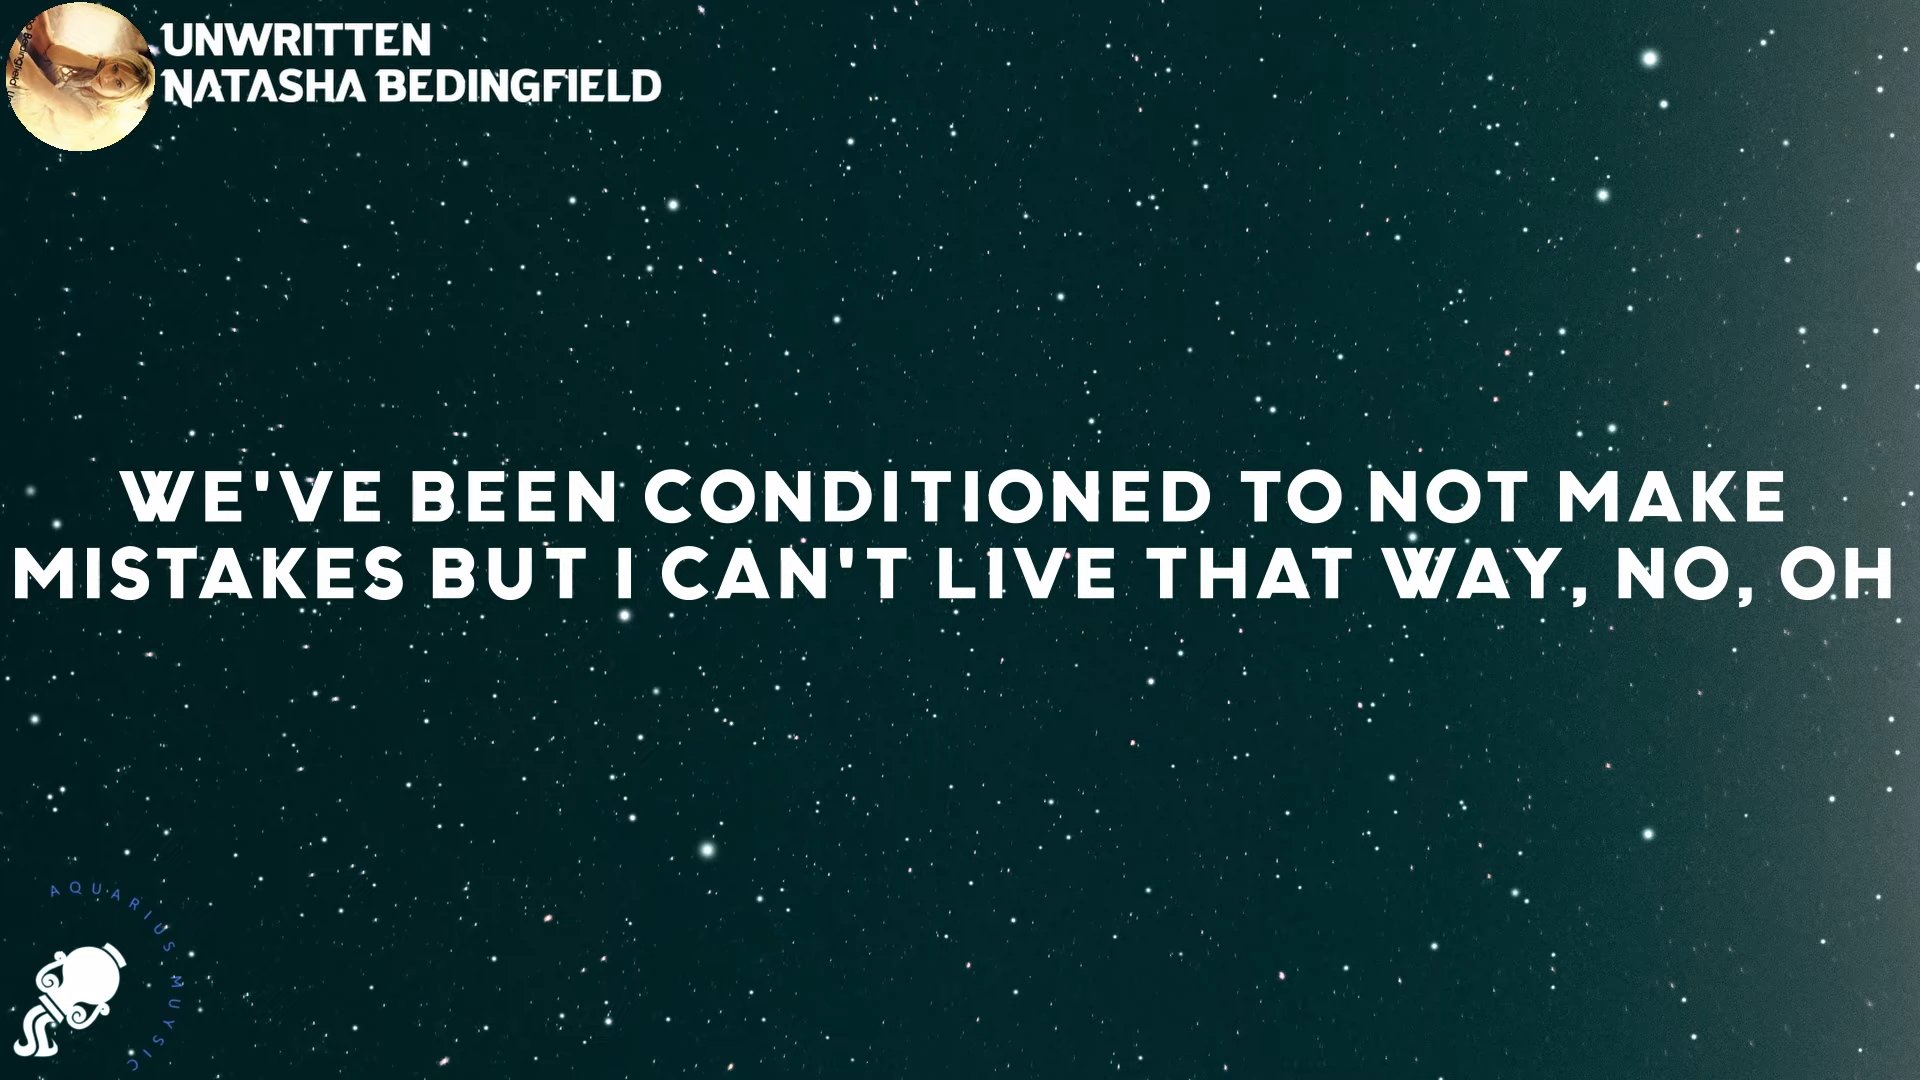 UNWRITTEN
NATASHA BEDINGFIELD
WE'VE BEEN CONDITIONED TO NOT MAKE
MISTAKES BUT I CAN'T LIVE THAT WAY, NO, OH
AQUARIUS MUYSIC